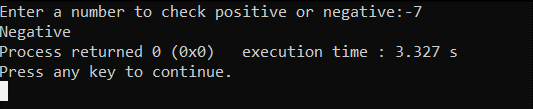 Enter a number to check positive or negative:-7
Negative
Process returned 0 (0x0)   execution time : 3.327 s
Press any key to continue.